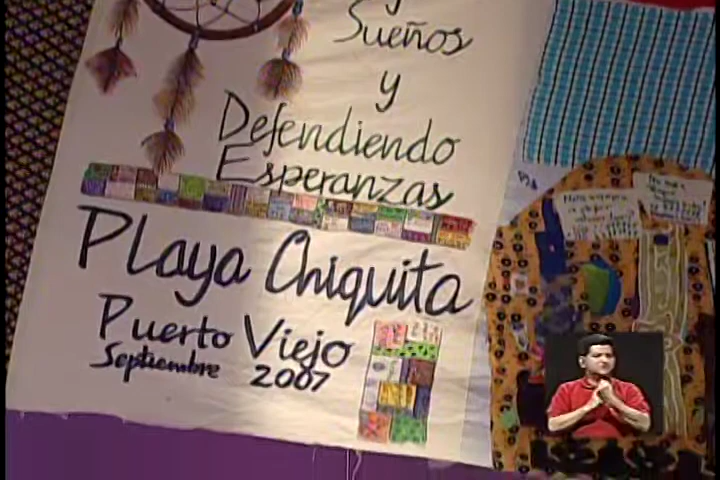 y
Sueños
y
Defendiendo
Esperanzas
Playa Chiquita
Puerto Viejo
Septiembre 2007